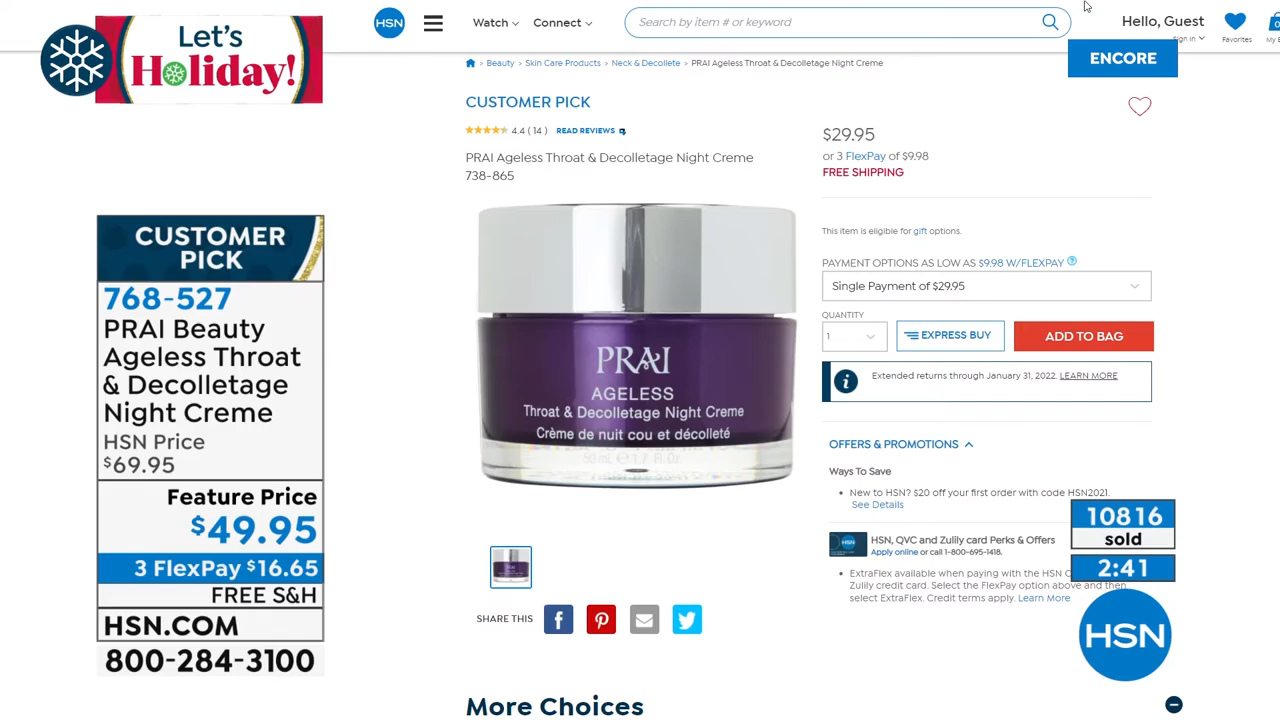 Let's
Holiday!
HSN
Watch
Connect
Search by item # or keyword
Hello, Guest
Sign In
Favorites
0
ENCORE
Beauty > Skin Care Products > Neck & Decollete > PRAI Ageless Throat & Decolletage Night Creme
CUSTOMER PICK
4.4 ( 14 ) READ REVIEWS
PRAI Ageless Throat & Decolletage Night Creme
738-865
$29.95
or 3 FlexPay of $9.98
FREE SHIPPING
This item is eligible for gift options.
PAYMENT OPTIONS AS LOW AS $9.98 W/FLEXPAY ?
Single Payment of $29.95
QUANTITY
1
EXPRESS BUY
ADD TO BAG
i
Extended returns through January 31, 2022. LEARN MORE
OFFERS & PROMOTIONS
Ways To Save
• New to HSN? $20 off your first order with code HSN2021.
See Details
HSN, QVC and Zulily card Perks & Offers
Apply online or call 1-800-695-1418.
• ExtraFlex available when paying with the HSN C
Zulily credit card. Select the FlexPay option above and then
select ExtraFlex. Credit terms apply. Learn More
PRAI
AGELESS
Throat & Decolletage Night Creme
Crème de nuit cou et décolleté
50 mL e 1.7 Fl. Oz.
SHARE THIS
More Choices
CUSTOMER
PICK
768-527
PRAI Beauty
Ageless Throat
& Decolletage
Night Creme
HSN Price
$69.95
Feature Price
$49.95
3 FlexPay $16.65
FREE S&H
HSN.COM
800-284-3100
10816
sold
2:41
HSN